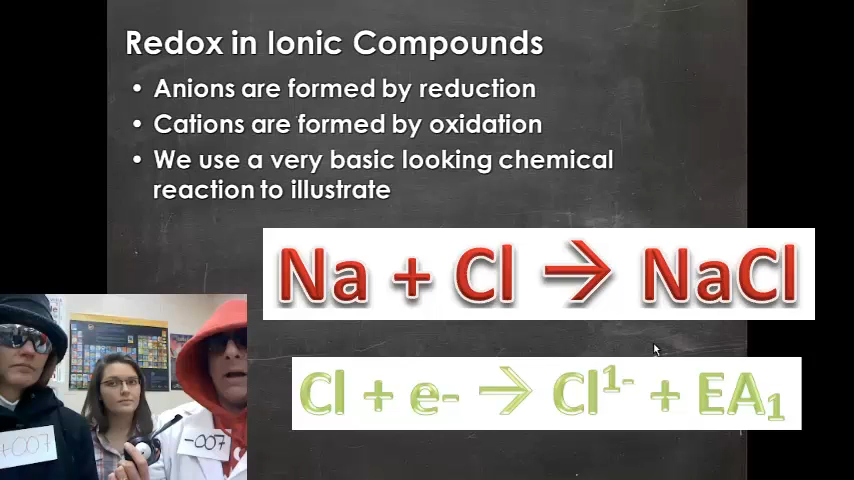 Redox in Ionic Compounds
• Anions are formed by reduction
• Cations are formed by oxidation
• We use a very basic looking chemical
reaction to illustrate
Na + Cl → NaCl
Cl + e- → Cl¹⁻ + EA₁
+007
-007